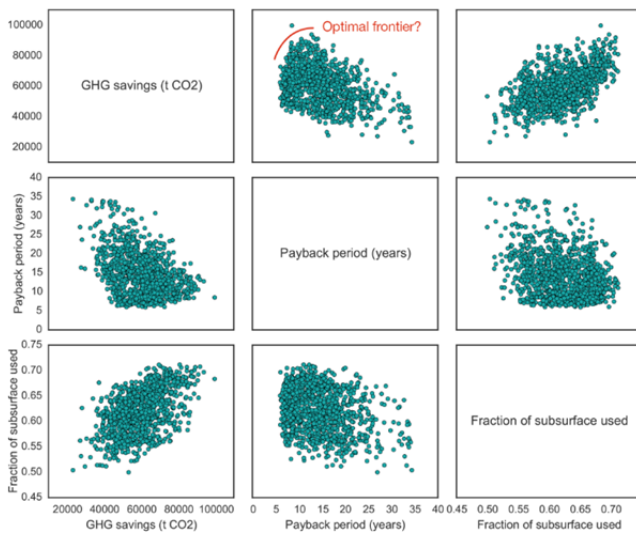 100000
80000
60000
40000
20000
GHG savings (t CO2)
Optimal frontier?
Payback period (years)
40
35
30
25
20
15
10
5
0
Payback period (years)
Fraction of subsurface used
0.75
0.70
0.65
0.60
0.55
0.50
0.45
Fraction of subsurface used
20000 40000 60000 80000 100000
0 5 10 15 20 25 30 35 40
0.45 0.50 0.55 0.60 0.65 0.70
GHG savings (t CO2)
Payback period (years)
Fraction of subsurface used